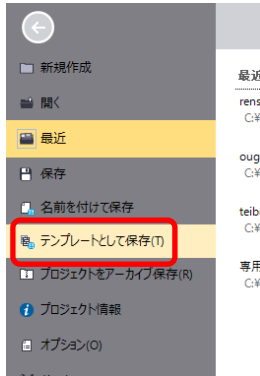 新規作成
開く
最近
保存
名前を付けて保存
テンプレートとして保存(T)
プロジェクトをアーカイブ保存(R)
プロジェクト情報
オプション(O)
最近
rens
C:¥
oug
C:¥
teib
C:¥
専用
C:¥